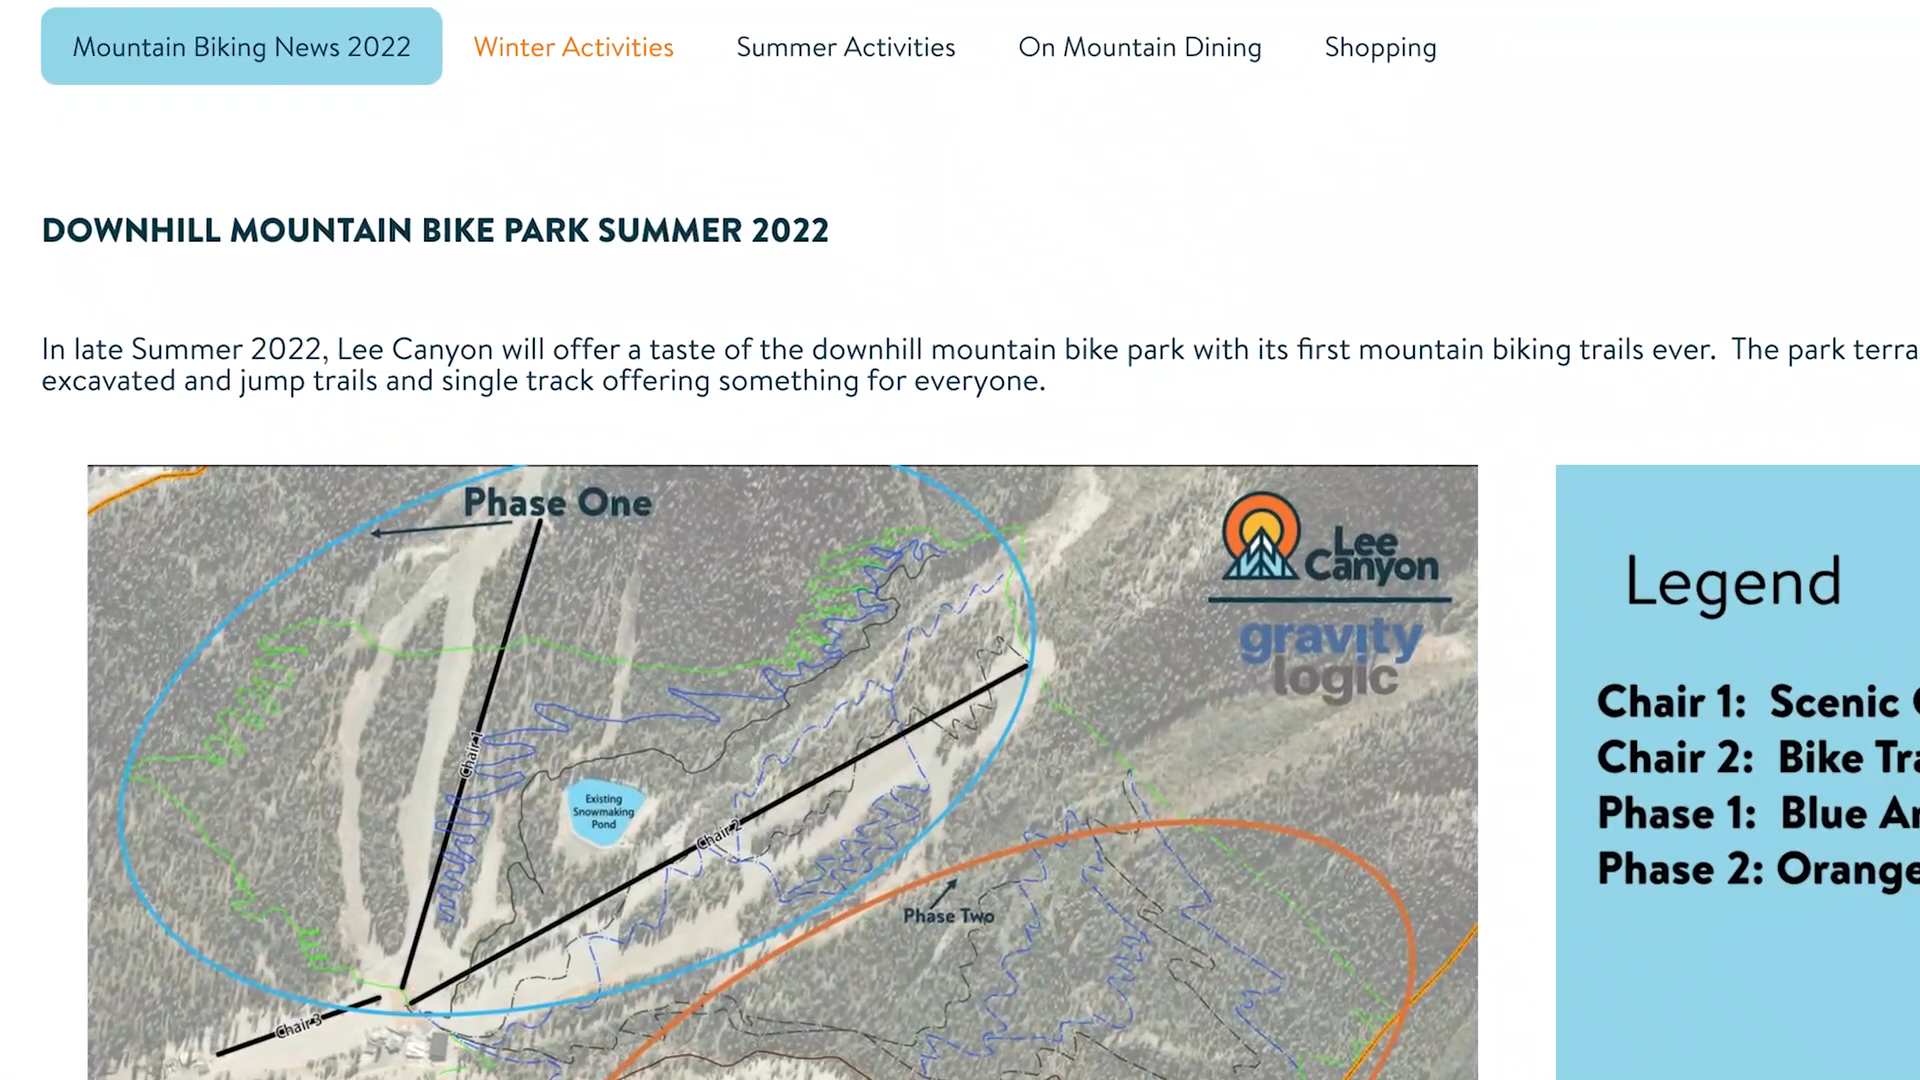 Mountain Biking News 2022
Winter Activities
Summer Activities
On Mountain Dining
Shopping
DOWNHILL MOUNTAIN BIKE PARK SUMMER 2022
In late Summer 2022, Lee Canyon will offer a taste of the downhill mountain bike park with its first mountain biking trails ever. The park
excavated and jump trails and single track offering something for everyone.
Phase One
Lee
Canyon
gravity
logic
Legend
Chair 1: Scenic
Chair 2: Bike
Phase 1: Blue
Phase 2: Orange
Chair 1
Existing
Snowmaking
Pond
Chair 2
Phase Two
Chair 3